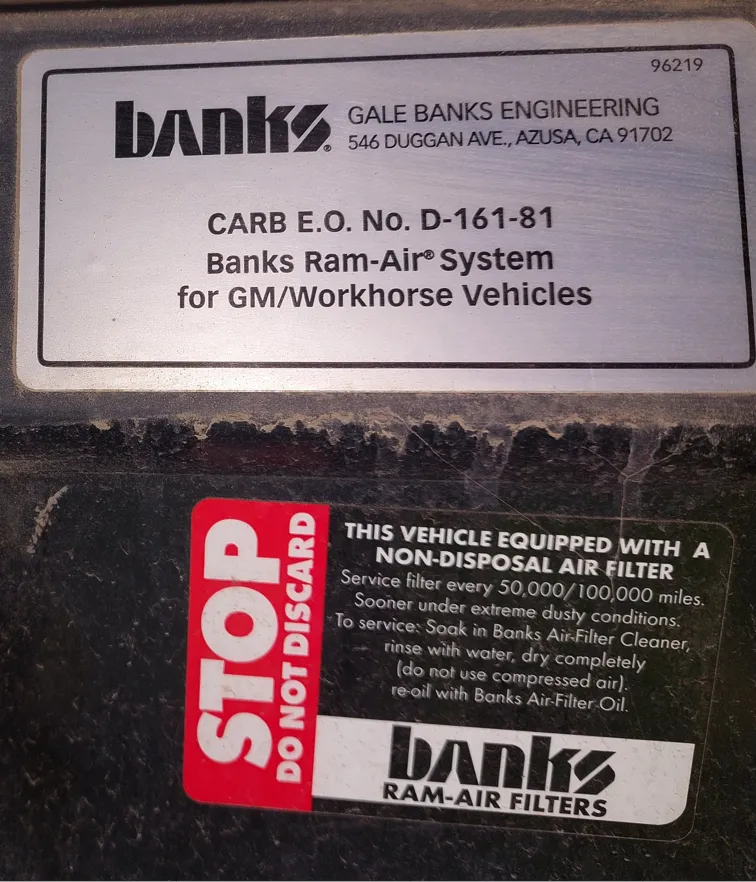 96219
banks® GALE BANKS ENGINEERING
546 DUGGAN AVE., AZUSA, CA 91702
CARB E.O. No. D-161-81
Banks Ram-Air® System
for GM/Workhorse Vehicles
STOP
DO NOT DISCARD
THIS VEHICLE EQUIPPED WITH A
NON-DISPOSAL AIR FILTER
Service filter every 50,000/100,000 miles.
Sooner under extreme dusty conditions.
To service: Soak in Banks Air-Filter Cleaner,
rinse with water, dry completely
(do not use compressed air).
re-oil with Banks Air-Filter Oil.
banks
RAM-AIR FILTERS